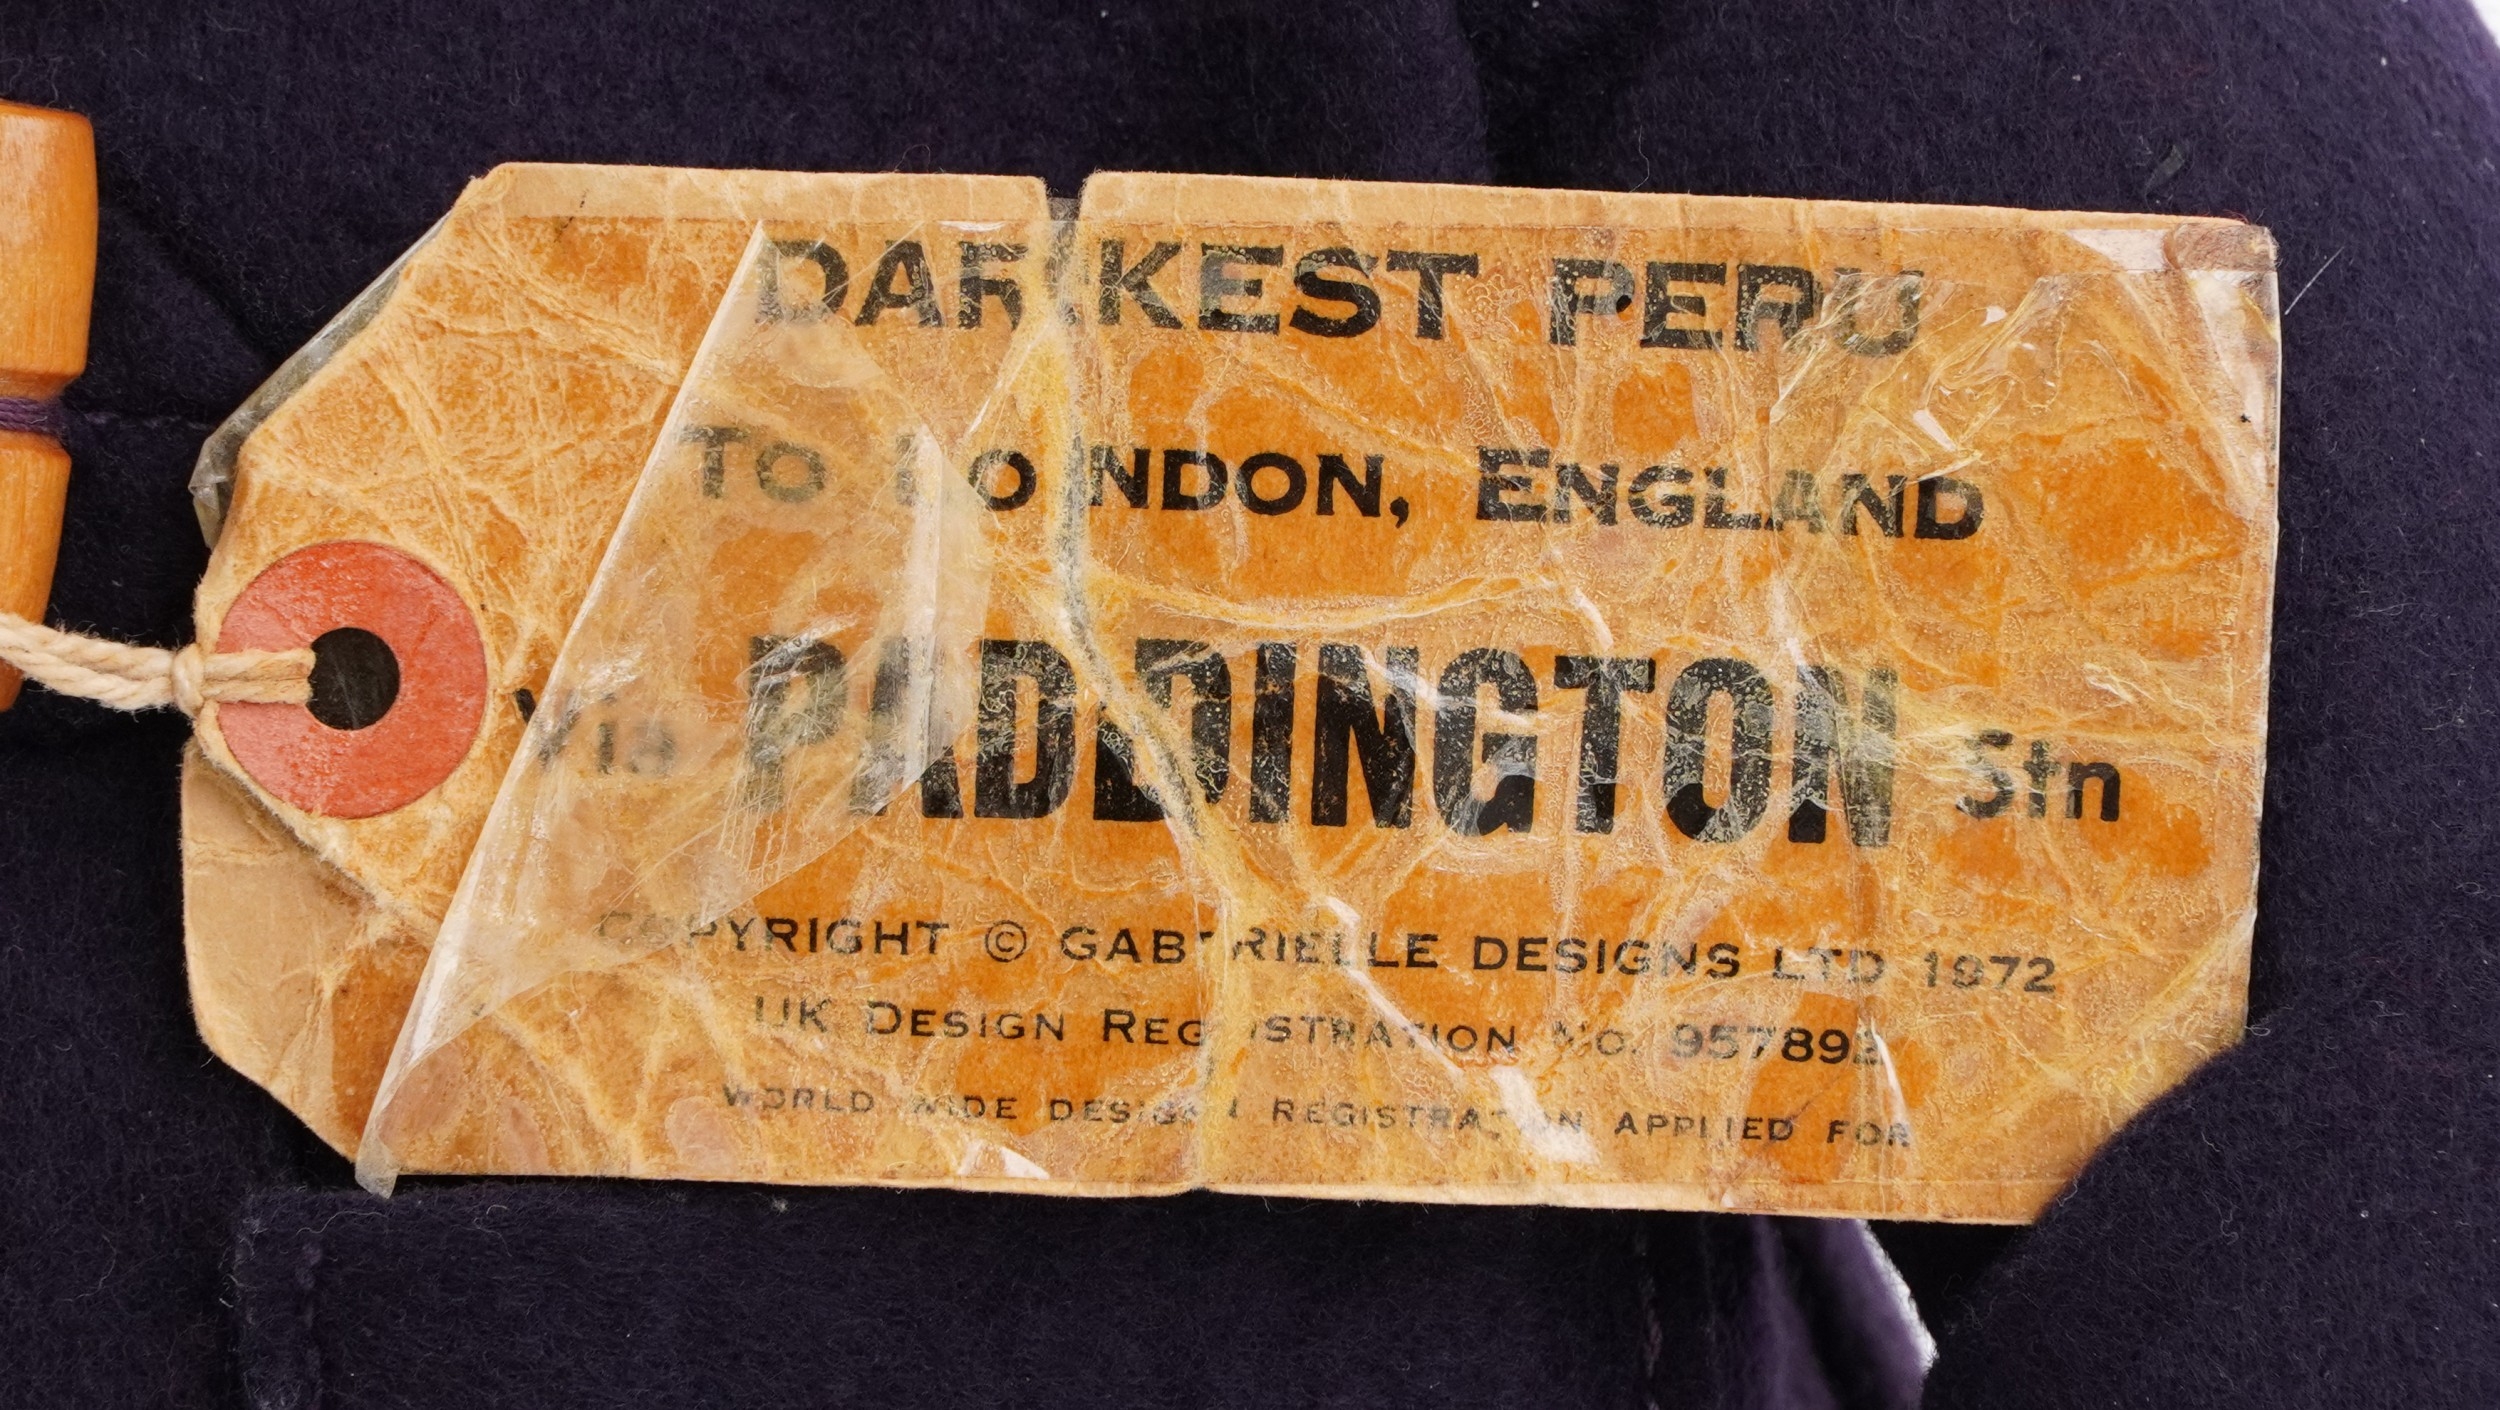 DARKEST PERU
TO LONDON, ENGLAND
Via PADDINGTON Stn
COPYRIGHT © GABRIELLE DESIGNS LTD 1972
UK DESIGN REGISTRATION No. 957892
WORLD WIDE DESIGN REGISTRATION APPLIED FOR